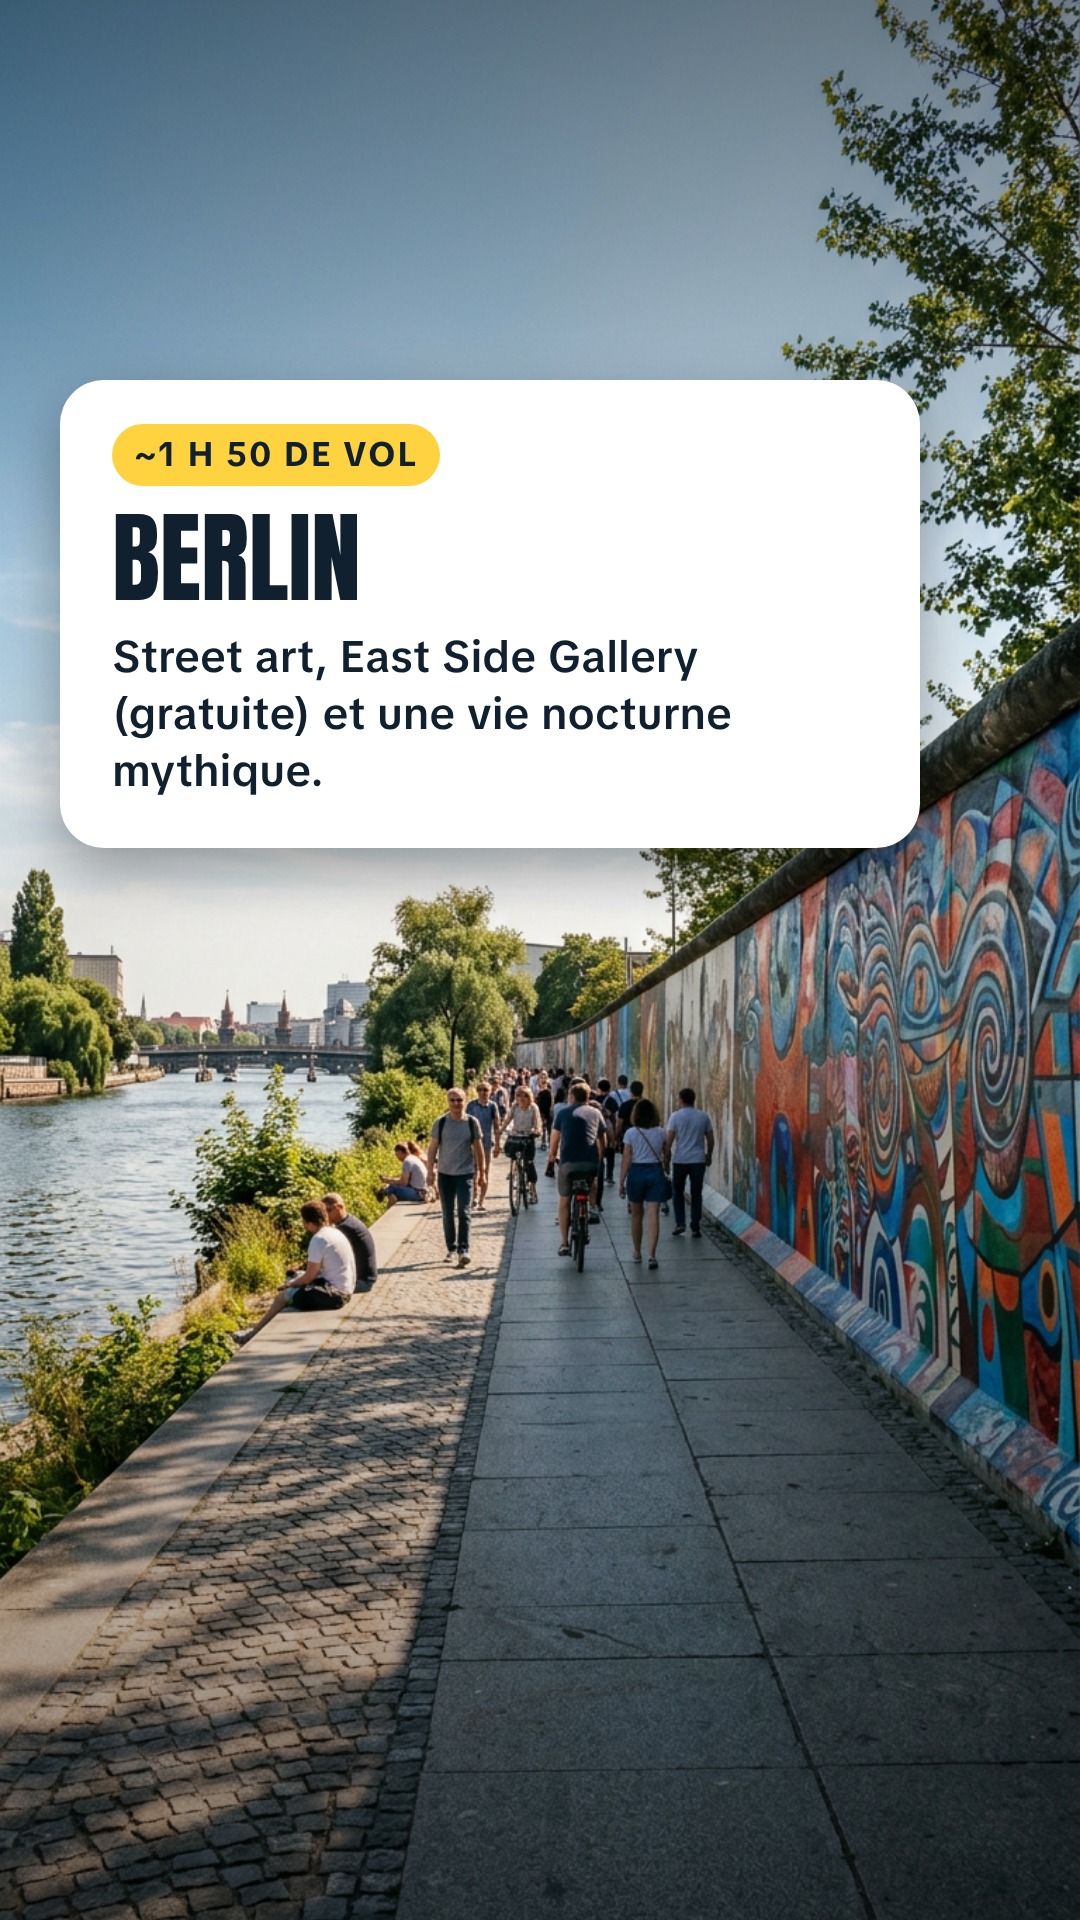 ~1 H 50 DE VOL
BERLIN
Street art, East Side Gallery
(gratuite) et une vie nocturne
mythique.